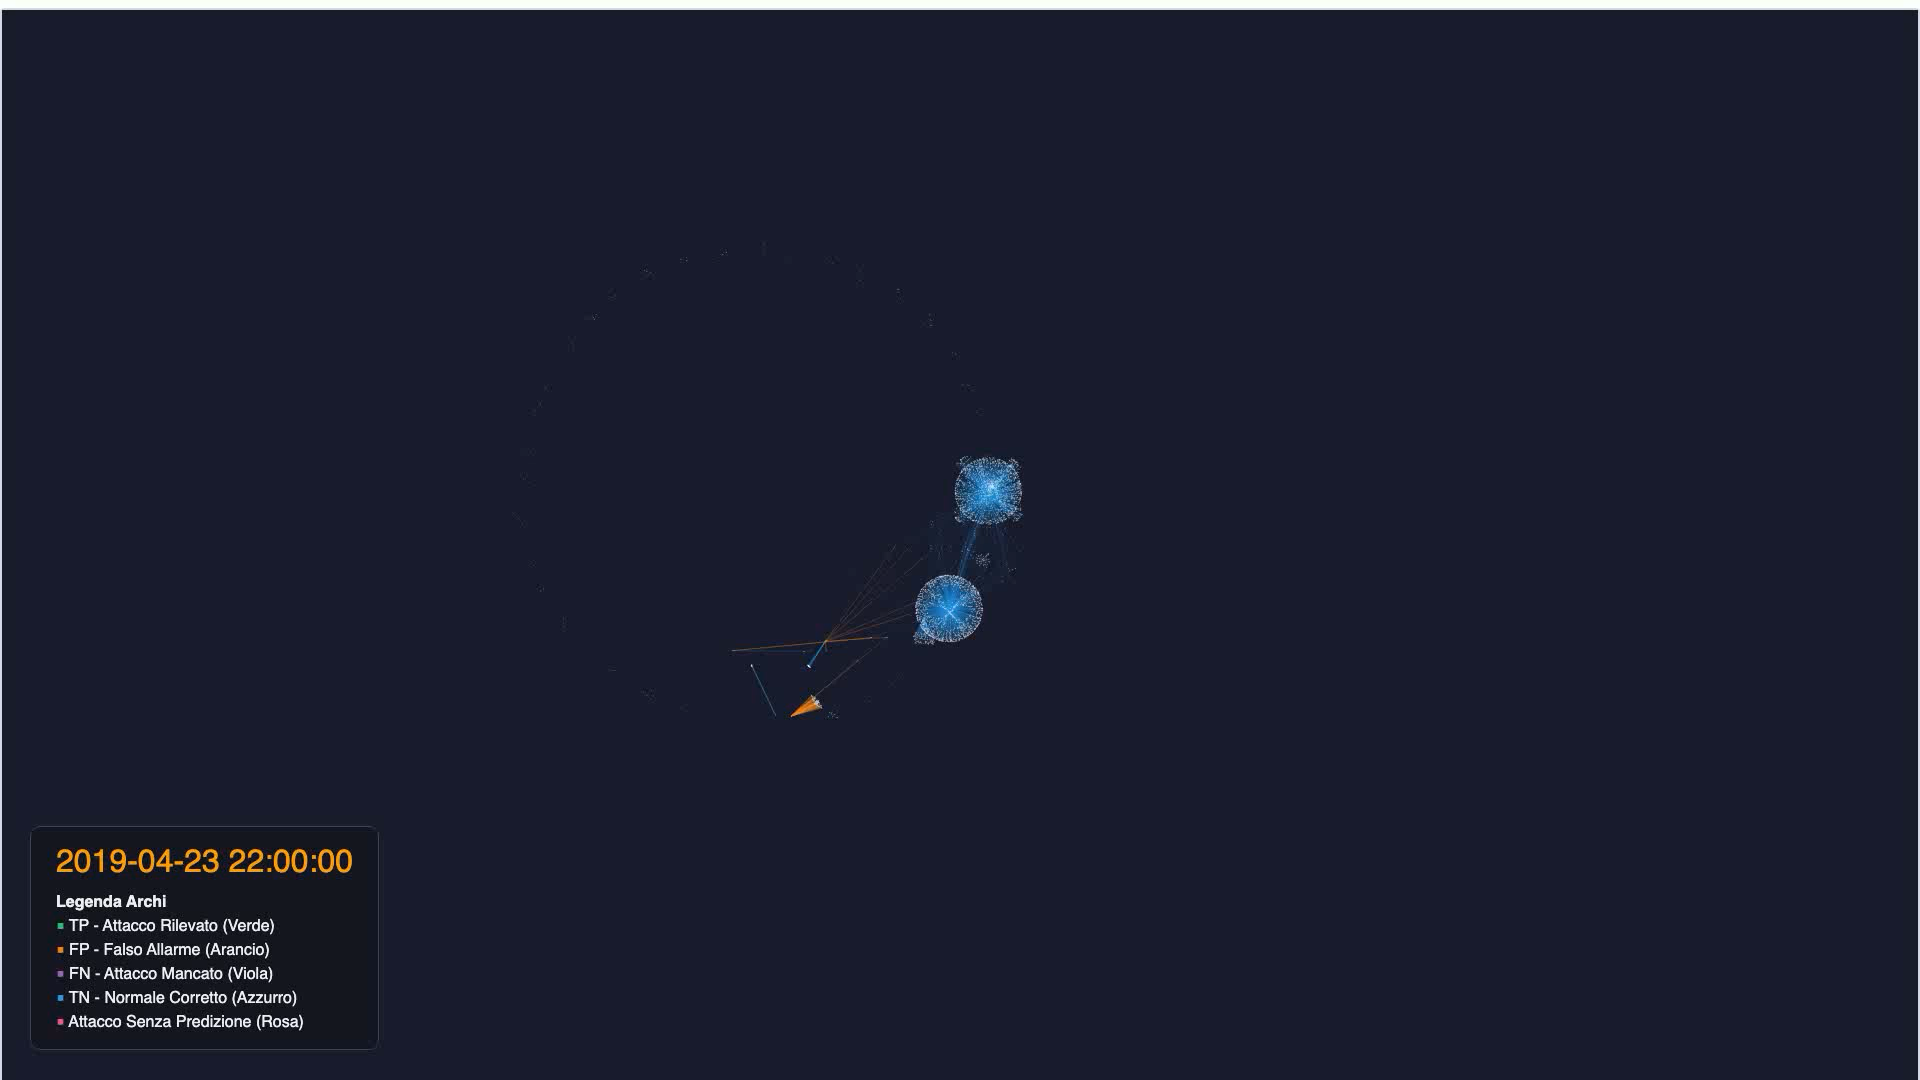 2019-04-23 22:00:00
Legenda Archi
TP - Attacco Rilevato (Verde)
FP - Falso Allarme (Arancio)
FN - Attacco Mancato (Viola)
TN - Normale Corretto (Azzurro)
Attacco Senza Predizione (Rosa)